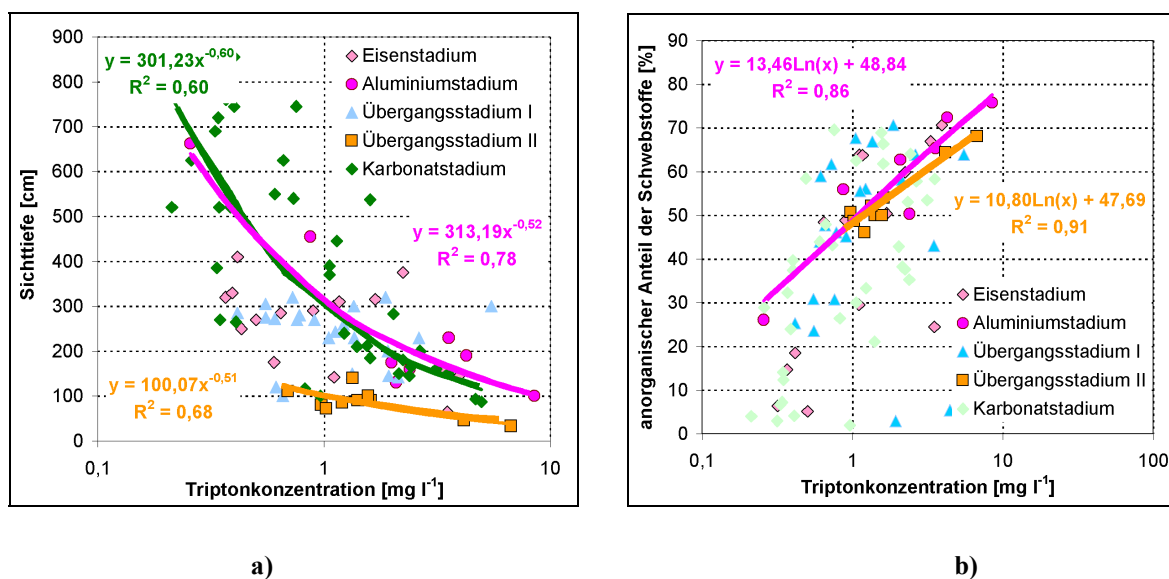 900
800
700
600
500
400
300
200
100
0
Sichttiefe [cm]
y = 301,23x-0,60
R2 = 0,60
Eisenstadium
Aluminiumstadium
Übergangsstadium I
Übergangsstadium II
Karbonatstadium
y = 313,19x-0,52
R2 = 0,78
y = 100,07x-0,51
R2 = 0,68
0,1
1
10
Triptonkonzentration [mg l-1]
a)
90
80
70
60
50
40
30
20
10
0
anorganischer Anteil der Schwebstoffe [%]
y = 13,46Ln(x) + 48,84
R2 = 0,86
y = 10,80Ln(x) + 47,69
R2 = 0,91
Eisenstadium
Aluminiumstadium
Übergangsstadium I
Übergangsstadium II
Karbonatstadium
0,1
1
10
100
Triptonkonzentration [mg l-1]
b)